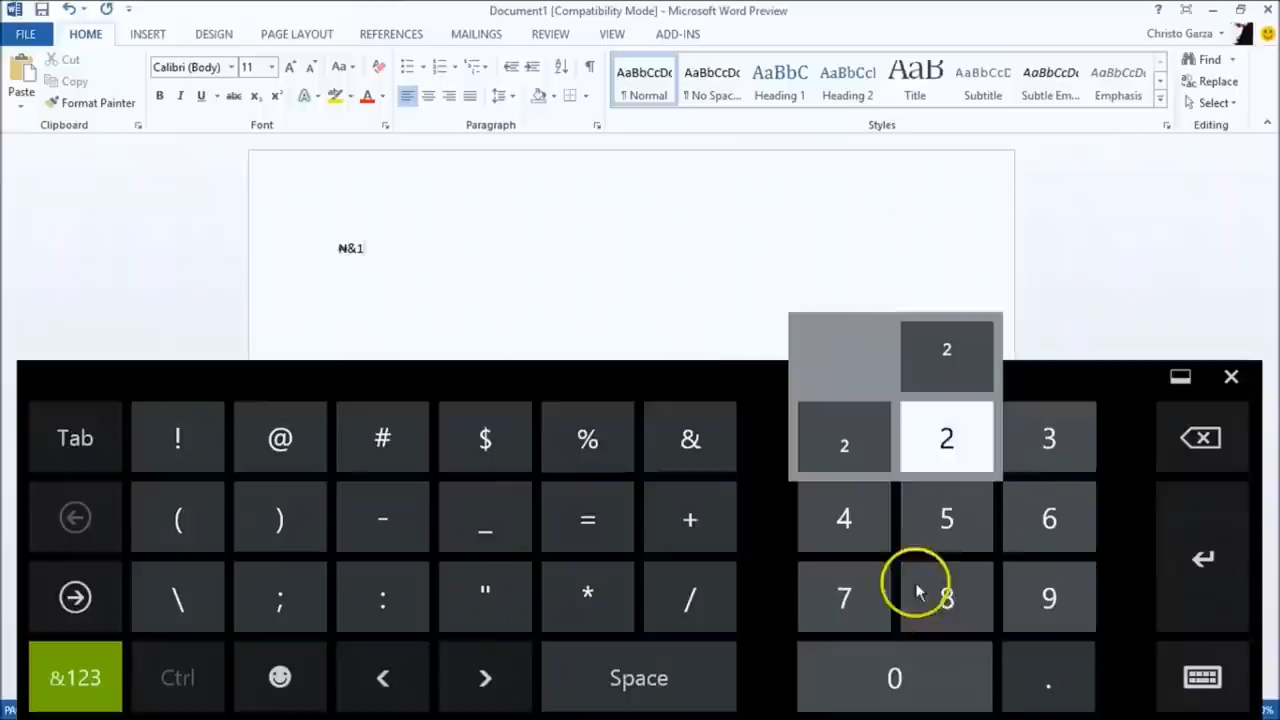 Document1 [Compatibility Mode] - Microsoft Word Preview
FILE HOME INSERT DESIGN PAGE LAYOUT REFERENCES MAILINGS REVIEW VIEW ADD-INS Christo Garza
Paste Cut Copy Format Painter
Calibri (Body) 11
AaBbCcDc AaBbCcDc AaBbC AaBbCcl AaB AaBbCcD AaBbCcDc AaBbCcDc
¶ Normal ¶ No Spac... Heading 1 Heading 2 Title Subtitle Subtle Em... Emphasis
Find
Replace
Select
Clipboard Font Paragraph Styles Editing
₦&1
2
Tab ! @ # $ % & 2 2 3
( ) - _ = + 4 5 6
\ ; : " * / 7 8 9
&123 Ctrl < > Space 0 .